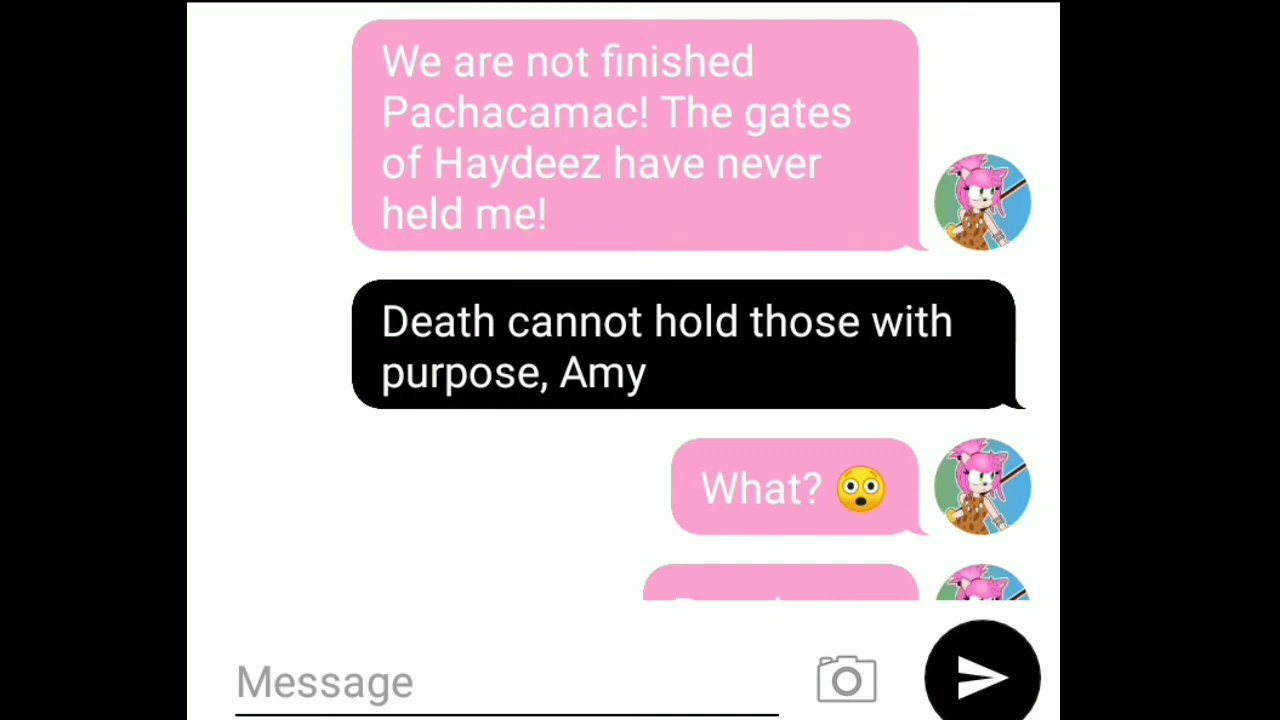 We are not finished
Pachacamac! The gates
of Haydeez have never
held me!
Death cannot hold those with
purpose, Amy
What? 😲
Message